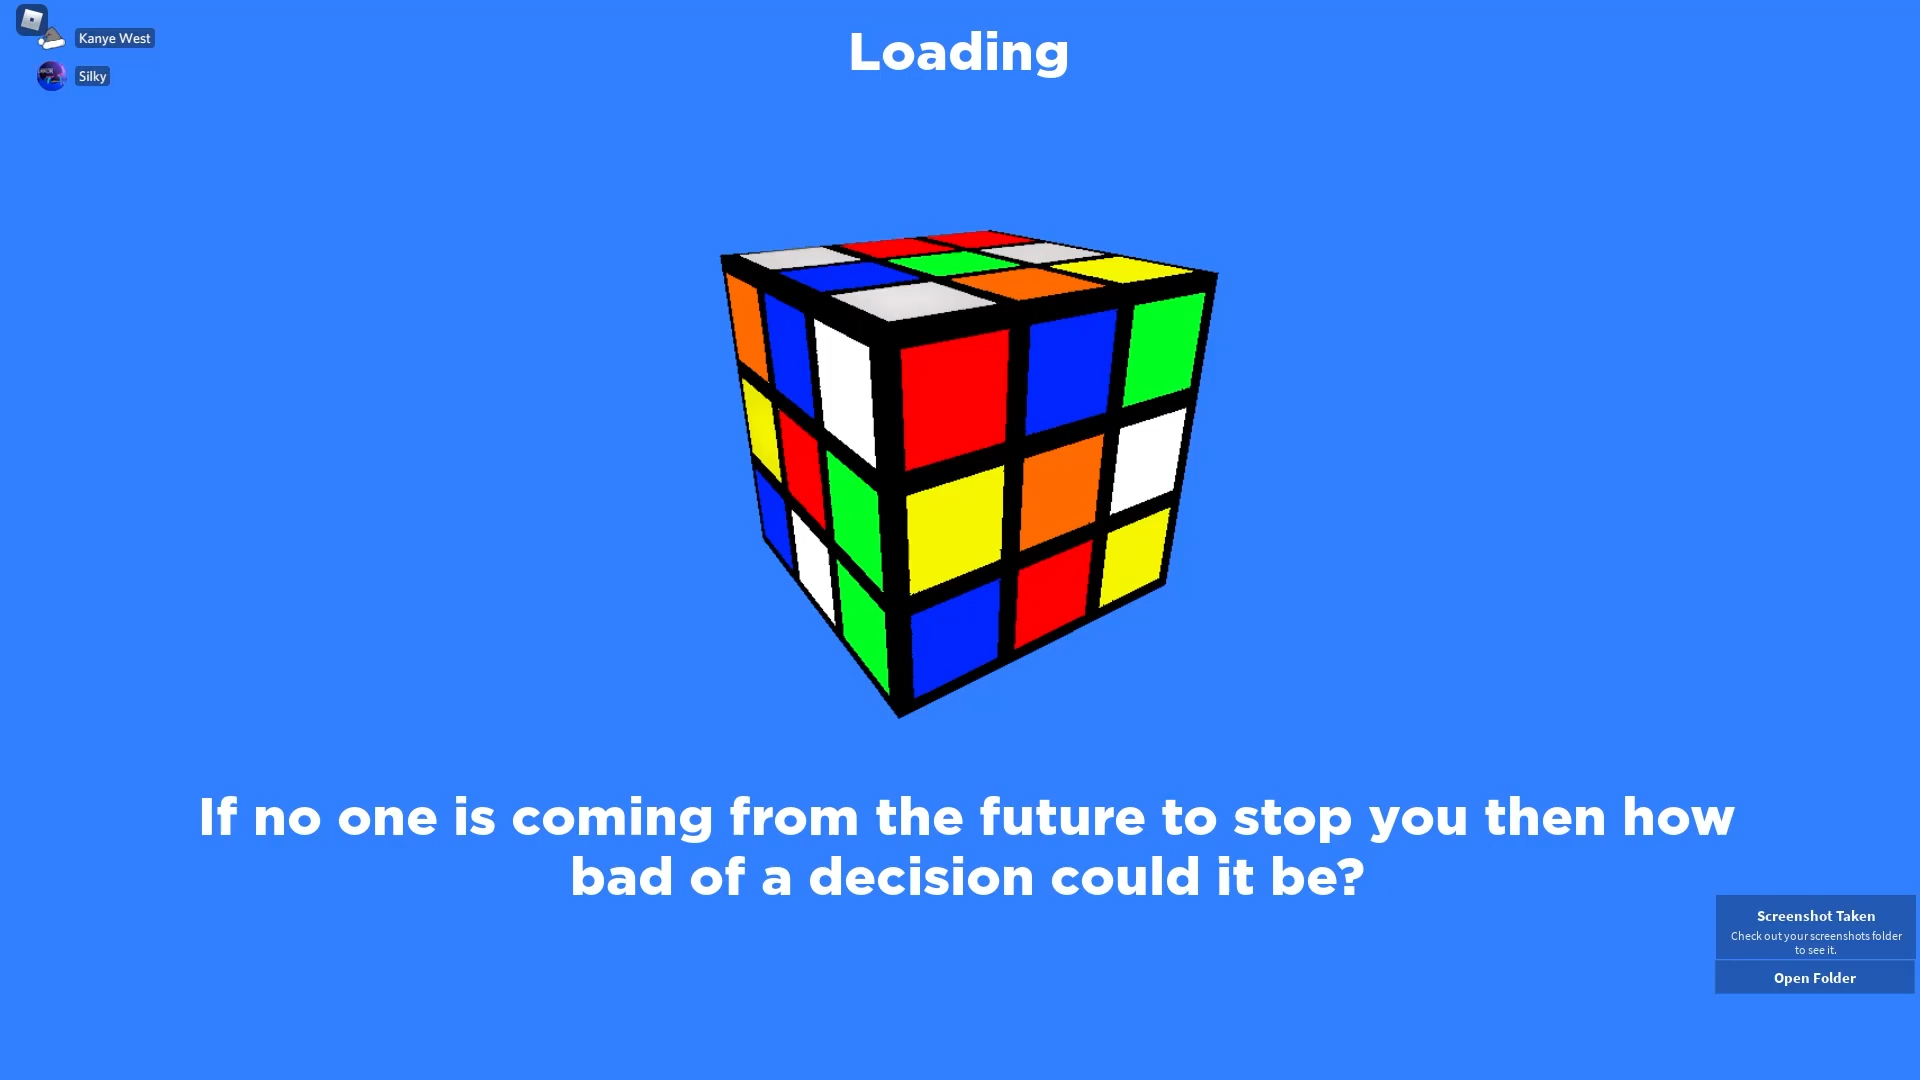 Kanye West
Silky
Loading
If no one is coming from the future to stop you then how
bad of a decision could it be?
Screenshot Taken
Check out your screenshots folder
to see it.
Open Folder